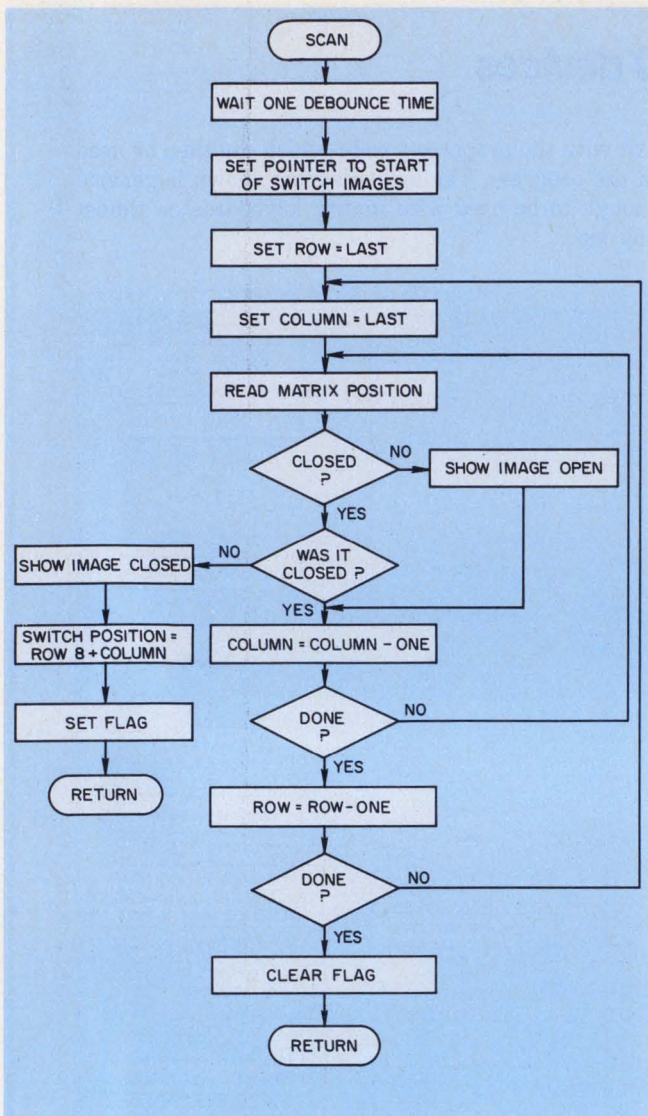 SCAN
WAIT ONE DEBOUNCE TIME
SET POINTER TO START
OF SWITCH IMAGES
SET ROW = LAST
SET COLUMN = LAST
READ MATRIX POSITION
CLOSED
?
NO
SHOW IMAGE OPEN
YES
WAS IT
CLOSED ?
NO
SHOW IMAGE CLOSED
SWITCH POSITION =
ROW 8 + COLUMN
SET FLAG
RETURN
YES
COLUMN = COLUMN - ONE
DONE
?
NO
YES
ROW = ROW - ONE
DONE
?
NO
YES
CLEAR FLAG
RETURN